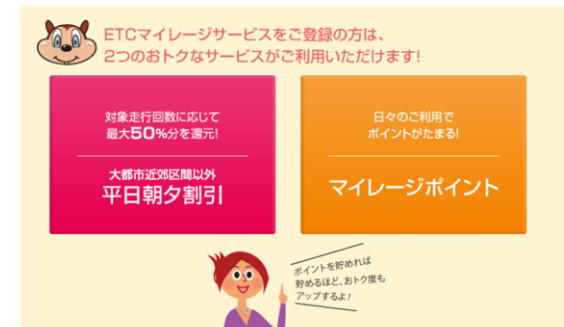 ETCマイレージサービスをご登録の方は、
2つのおトクなサービスがご利用いただけます!
対象走行回数に応じて
最大50%分を還元!
大都市近郊区間以外
平日朝夕割引
日々のご利用で
ポイントがたまる!
マイレージポイント
ポイントを貯めれば
貯めるほど、おトク度も
アップするよ!